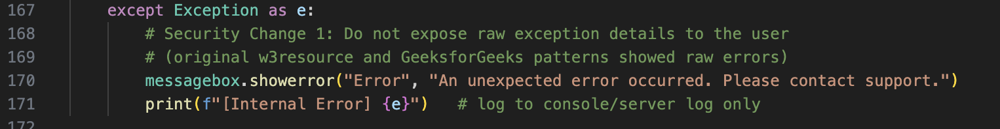 167 except Exception as e:
168 # Security Change 1: Do not expose raw exception details to the user
169 # (original w3resource and GeeksforGeeks patterns showed raw errors)
170 messagebox.showerror("Error", "An unexpected error occurred. Please contact support.")
171 print(f"[Internal Error] {e}")   # log to console/server log only
172